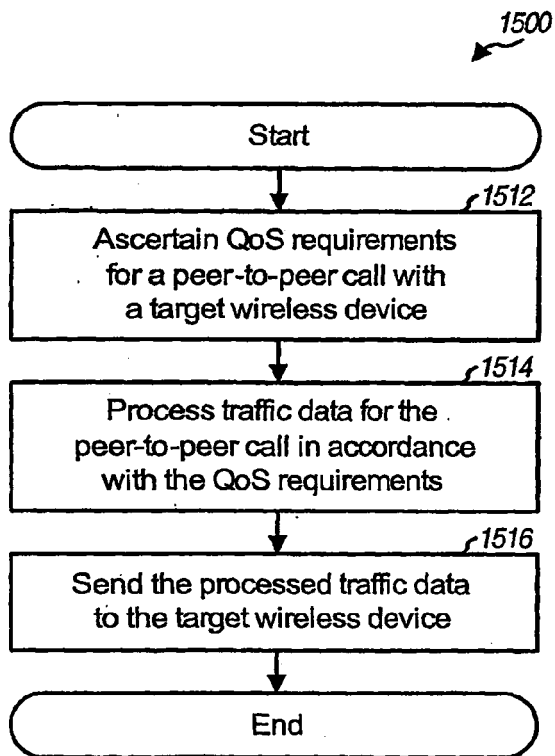 1500
Start
1512
Ascertain QoS requirements
for a peer-to-peer call with
a target wireless device
1514
Process traffic data for the
peer-to-peer call in accordance
with the QoS requirements
1516
Send the processed traffic data
to the target wireless device
End